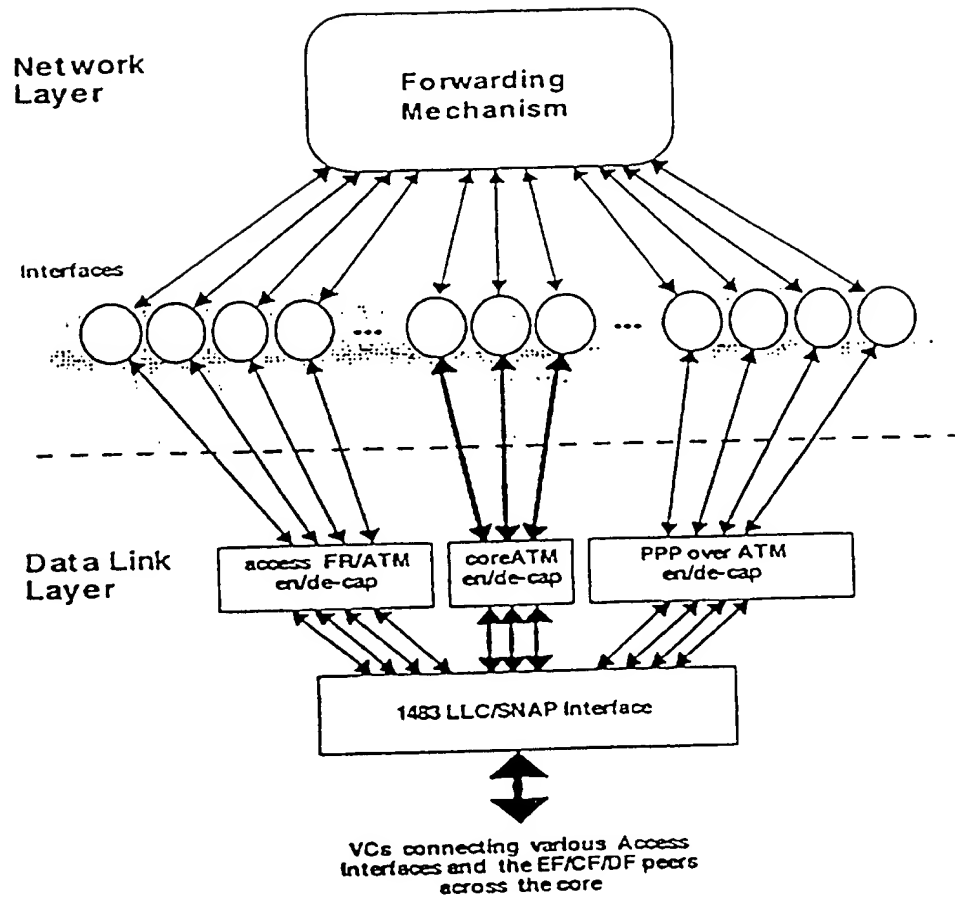 Network
Layer
Forwarding
Mechanism
Interfaces
...
...
Data Link
Layer
access FR/ATM
en/de-cap
coreATM
en/de-cap
PPP over ATM
en/de-cap
1483 LLC/SNAP Interface
VCs connecting various Access
Interfaces and the EF/CF/DF peers
across the core